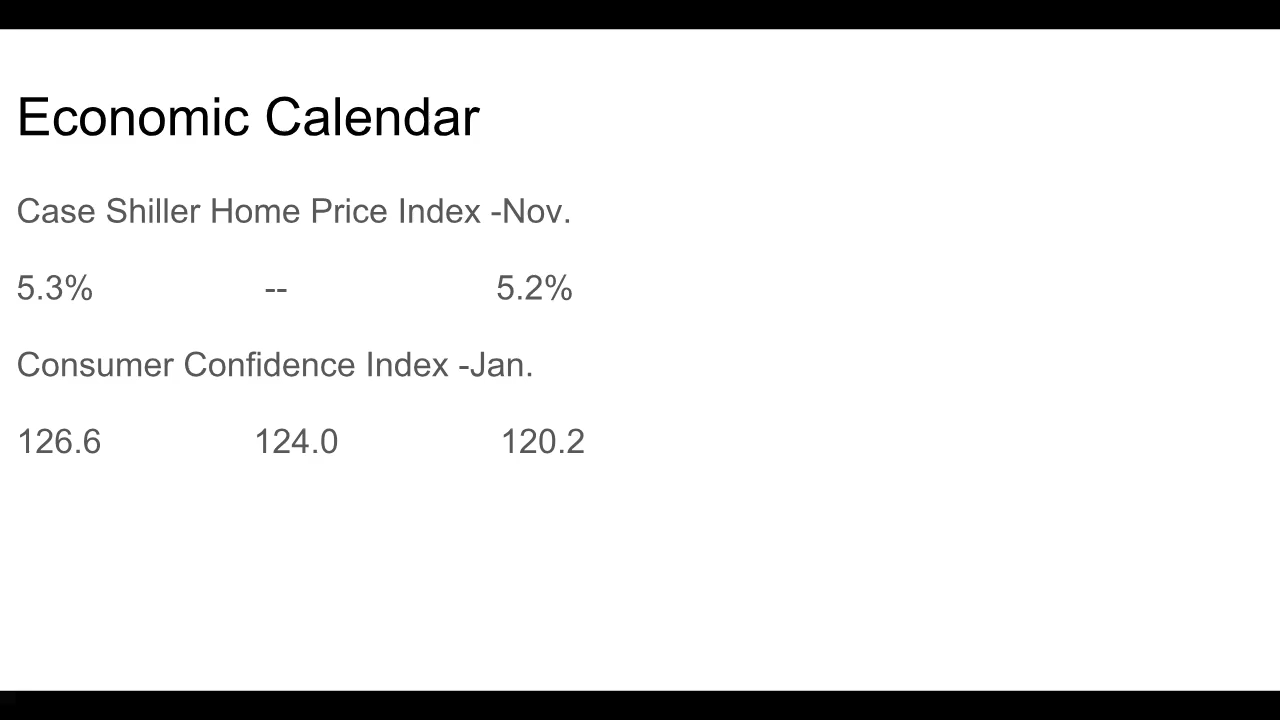 Economic Calendar
Case Shiller Home Price Index -Nov.
5.3% -- 5.2%
Consumer Confidence Index -Jan.
126.6 124.0 120.2